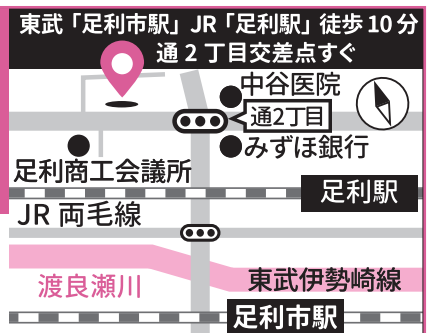 東武「足利市駅」JR「足利駅」徒歩10分
通2丁目交差点すぐ
中谷医院
通2丁目
みずほ銀行
足利商工会議所
足利駅
JR両毛線
渡良瀬川
東武伊勢崎線
足利市駅